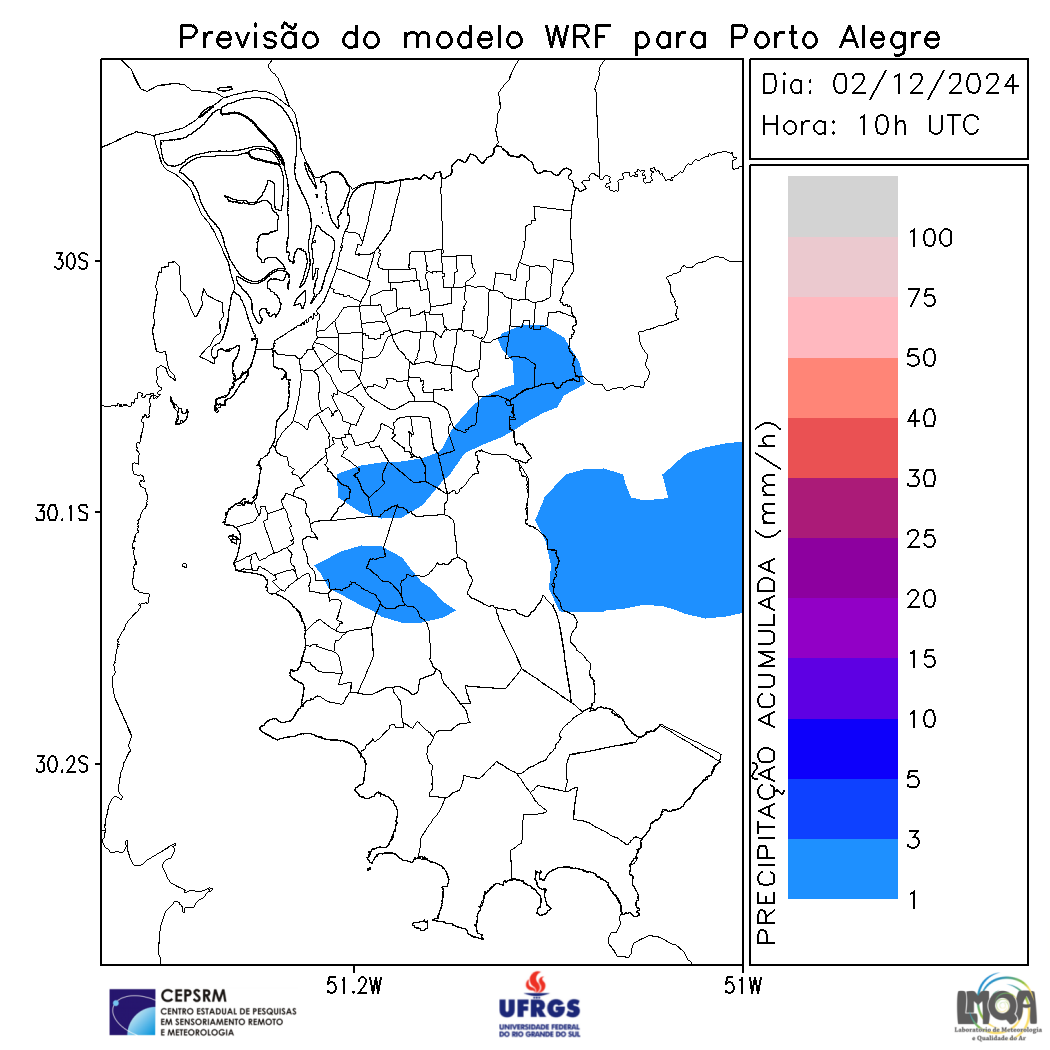 Previsão do modelo WRF para Porto Alegre
Dia: 02/12/2024
Hora: 10h UTC
30S
30.1S
30.2S
51.2W
51W
PRECIPITAÇÃO ACUMULADA (mm/h)
100
75
50
40
30
25
20
15
10
5
3
1
CEPSRM
CENTRO ESTADUAL DE PESQUISAS
EM SENSORIAMENTO REMOTO
E METEOROLOGIA
UFRGS
UNIVERSIDADE FEDERAL
DO RIO GRANDE DO SUL
LMQA
Laboratório de Meteorologia
e Qualidade do Ar